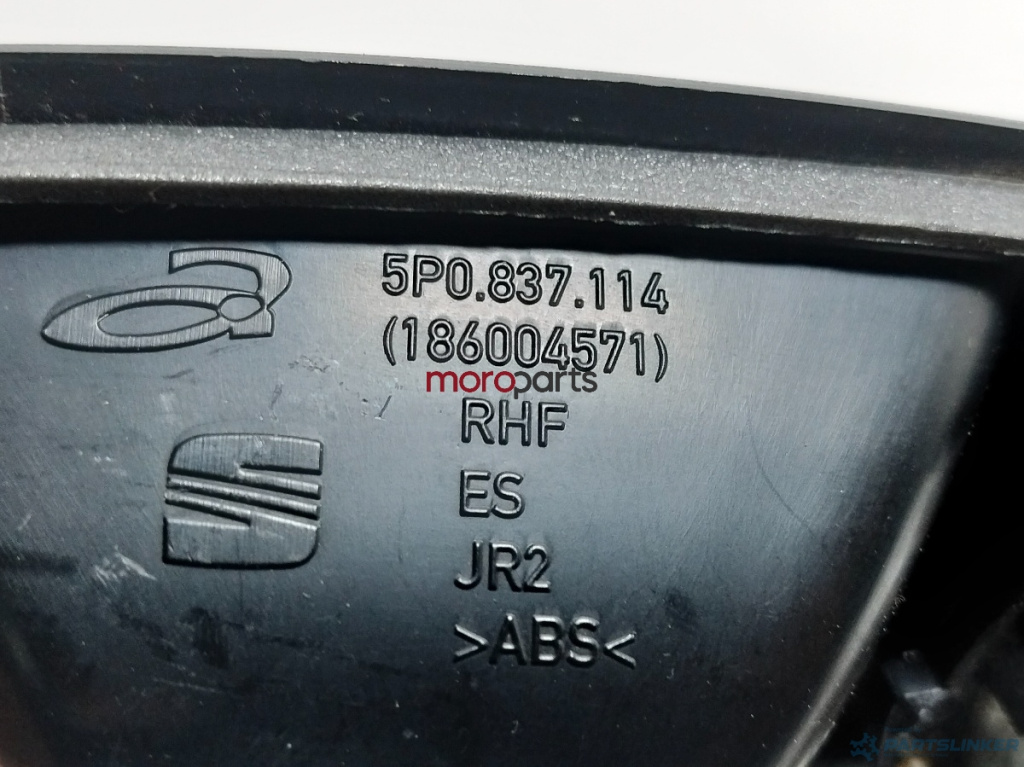 5P0.837.114
(186004571)
moroparts
RHF
ES
JR2
>ABS<
PARTSLINKER